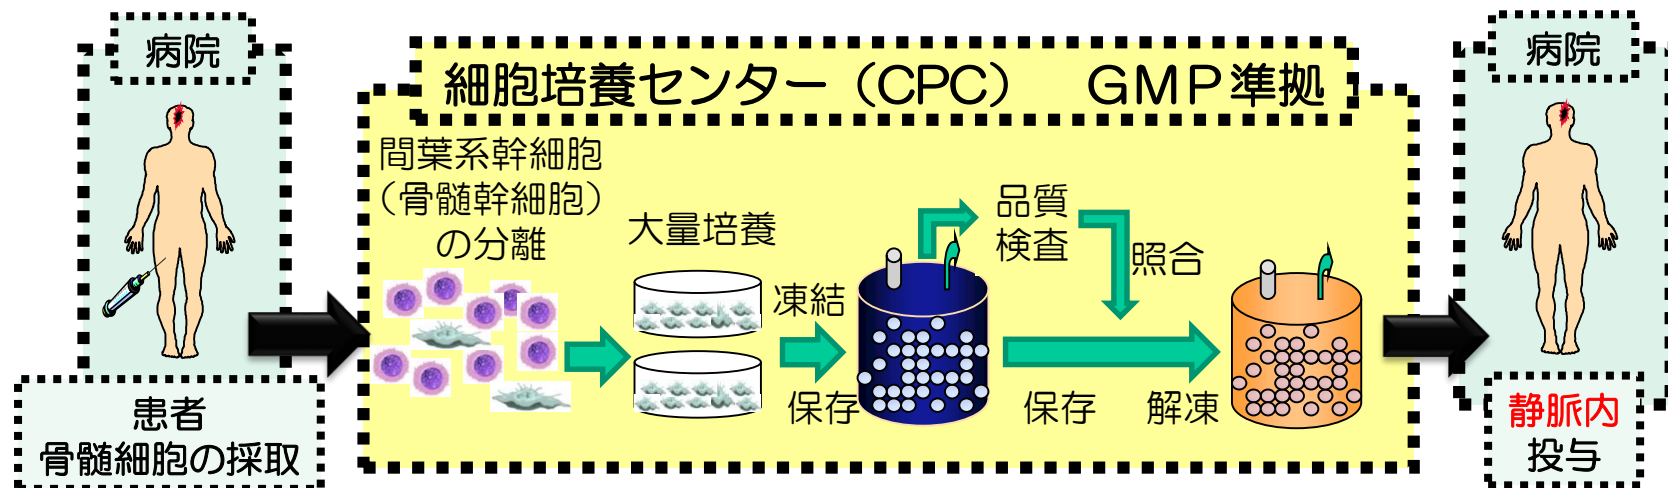 病院
患者
骨髄細胞の採取
細胞培養センター（CPC）　ＧＭＰ準拠
間葉系幹細胞
（骨髄幹細胞）
の分離
大量培養
凍結
保存
品質
検査
照合
保存
解凍
病院
静脈内
投与